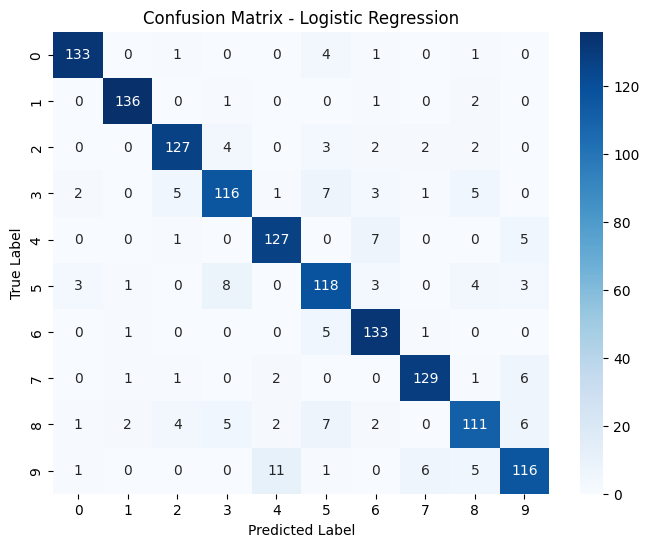 Confusion Matrix - Logistic Regression
True Label
0 133 0 1 0 0 4 1 0 1 0
1 0 136 0 1 0 0 1 0 2 0
2 0 0 127 4 0 3 2 2 2 0
3 2 0 5 116 1 7 3 1 5 0
4 0 0 1 0 127 0 7 0 0 5
5 3 1 0 8 0 118 3 0 4 3
6 0 1 0 0 0 5 133 1 0 0
7 0 1 1 0 2 0 0 129 1 6
8 1 2 4 5 2 7 2 0 111 6
9 1 0 0 0 11 1 0 6 5 116
0 1 2 3 4 5 6 7 8 9
Predicted Label
120
100
80
60
40
20
0